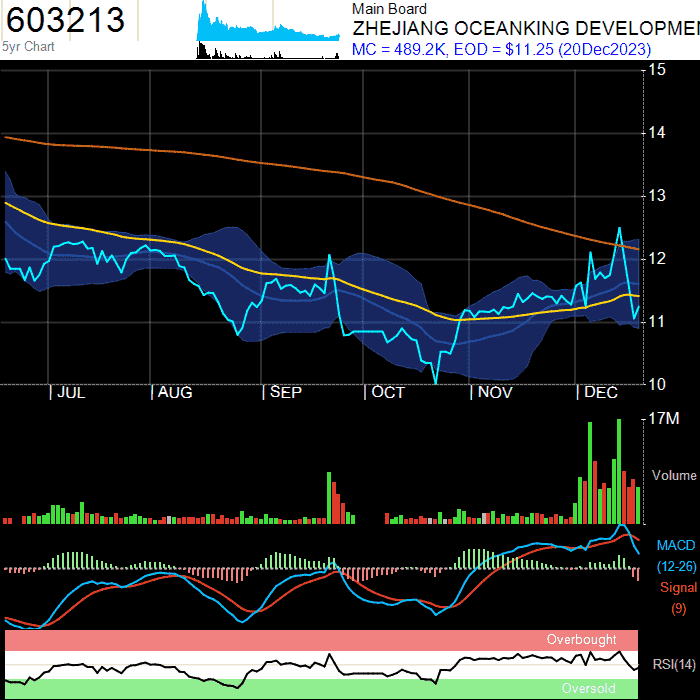 603213
5yr Chart
Main Board
ZHEJIANG OCEANKING DEVELOPMEN
MC = 489.2K, EOD = $11.25 (20Dec2023)
15
14
13
12
11
10
| JUL | AUG | SEP | OCT | NOV | DEC
17M
Volume
MACD
(12-26)
Signal
(9)
Overbought
RSI(14)
Oversold